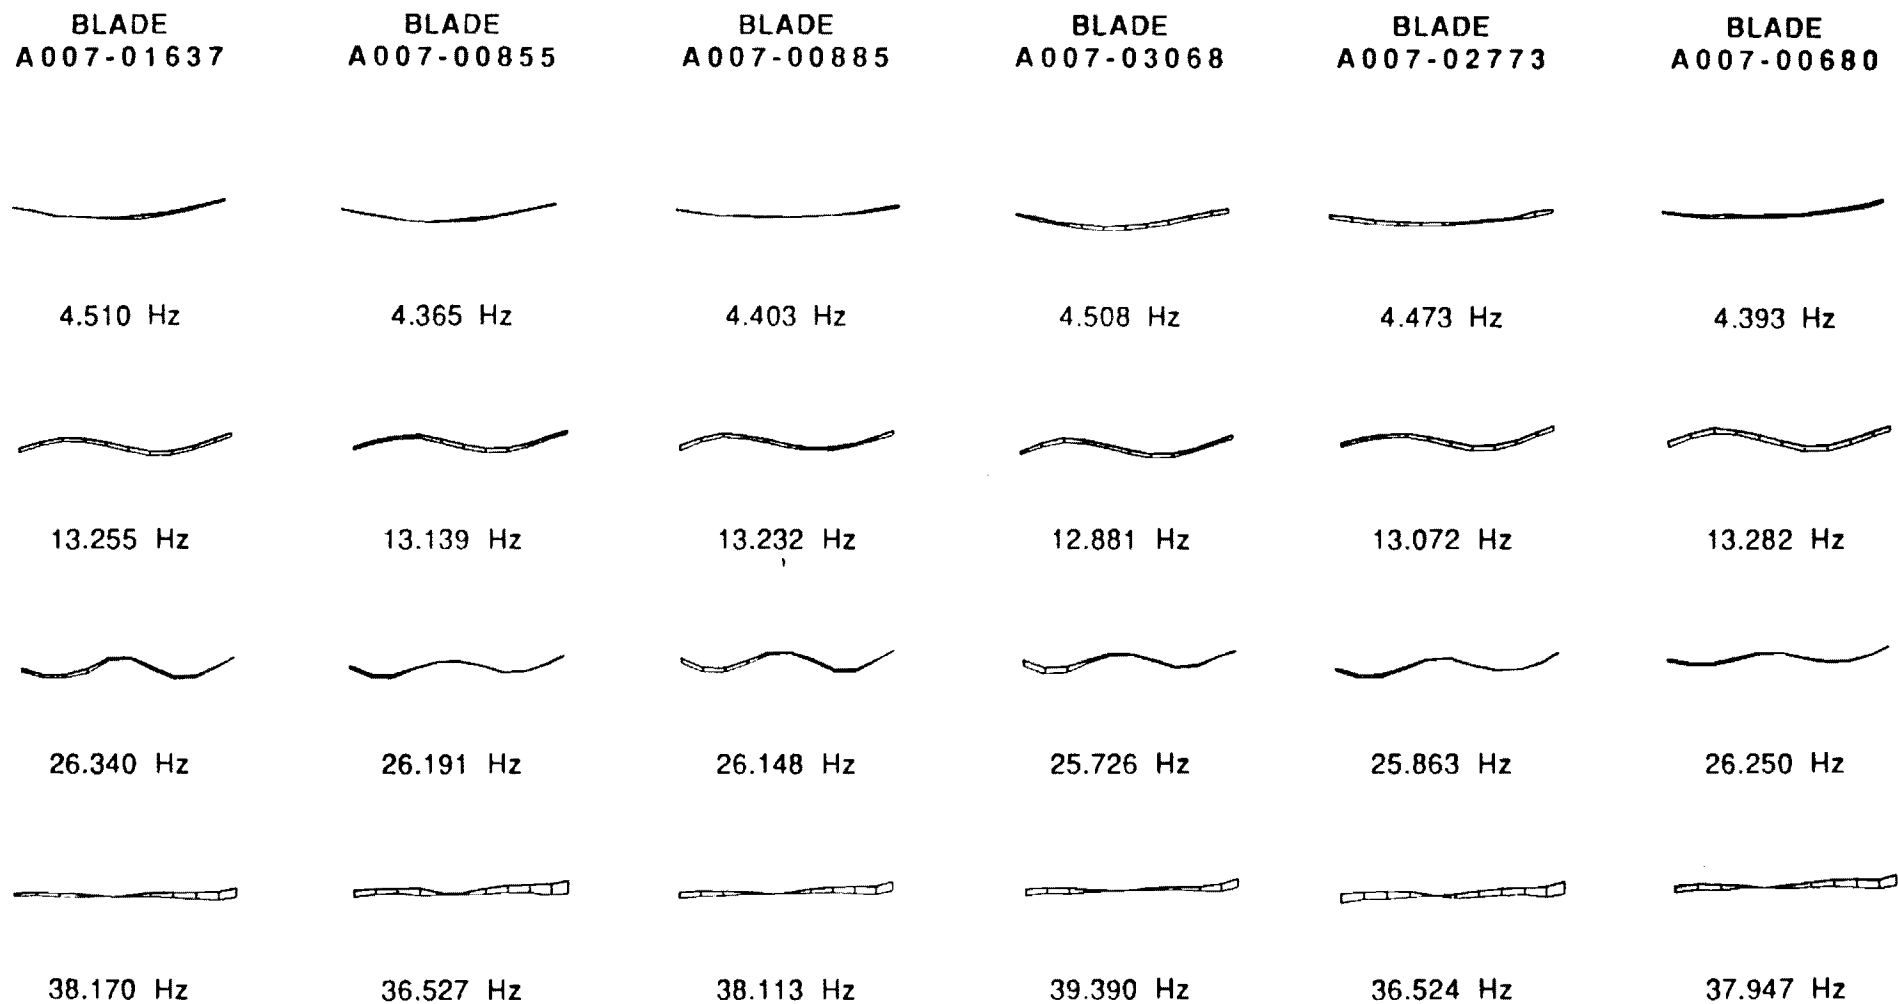 BLADE BLADE BLADE BLADE BLADE BLADE
A007-01637 A007-00855 A007-00885 A007-03068 A007-02773 A007-00680
4.510 Hz 4.365 Hz 4.403 Hz 4.508 Hz 4.473 Hz 4.393 Hz
13.255 Hz 13.139 Hz 13.232 Hz 12.881 Hz 13.072 Hz 13.282 Hz
26.340 Hz 26.191 Hz 26.148 Hz 25.726 Hz 25.863 Hz 26.250 Hz
38.170 Hz 36.527 Hz 38.113 Hz 39.390 Hz 36.524 Hz 37.947 Hz